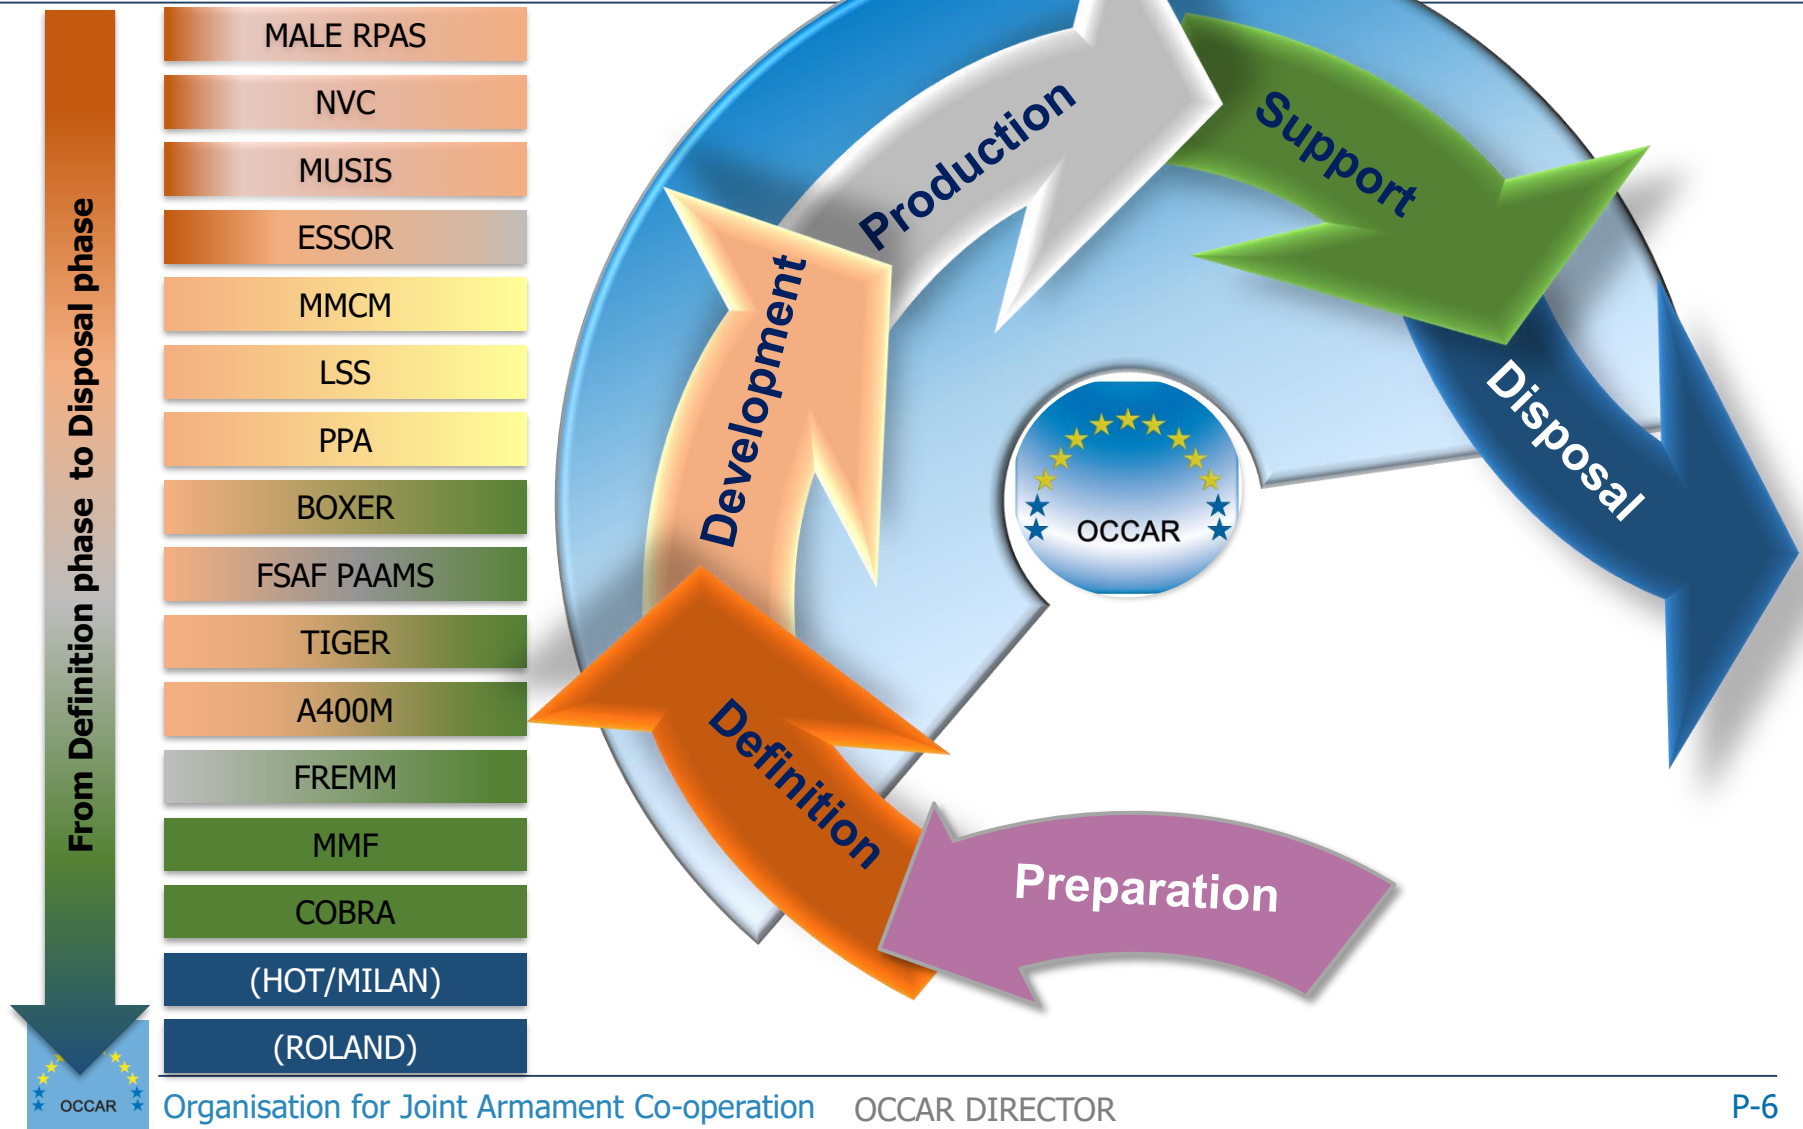 From Definition phase to Disposal phase
MALE RPAS
NVC
MUSIS
ESSOR
MMCM
LSS
PPA
BOXER
FSAF PAAMS
TIGER
A400M
FREMM
MMF
COBRA
(HOT/MILAN)
(ROLAND)
Preparation
Definition
Development
Production
Support
Disposal
OCCAR
OCCAR
Organisation for Joint Armament Co-operation
OCCAR DIRECTOR
P-6